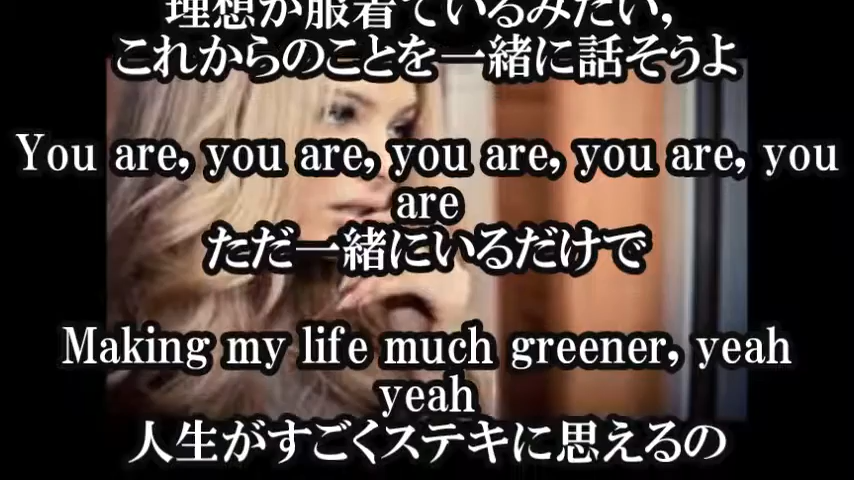 理想が服着ているみたい,
これからのことを一緒に話そうよ
You are, you are, you are, you are, you
are
ただ一緒にいるだけで
Making my life much greener, yeah
yeah
人生がすごくステキに思えるの